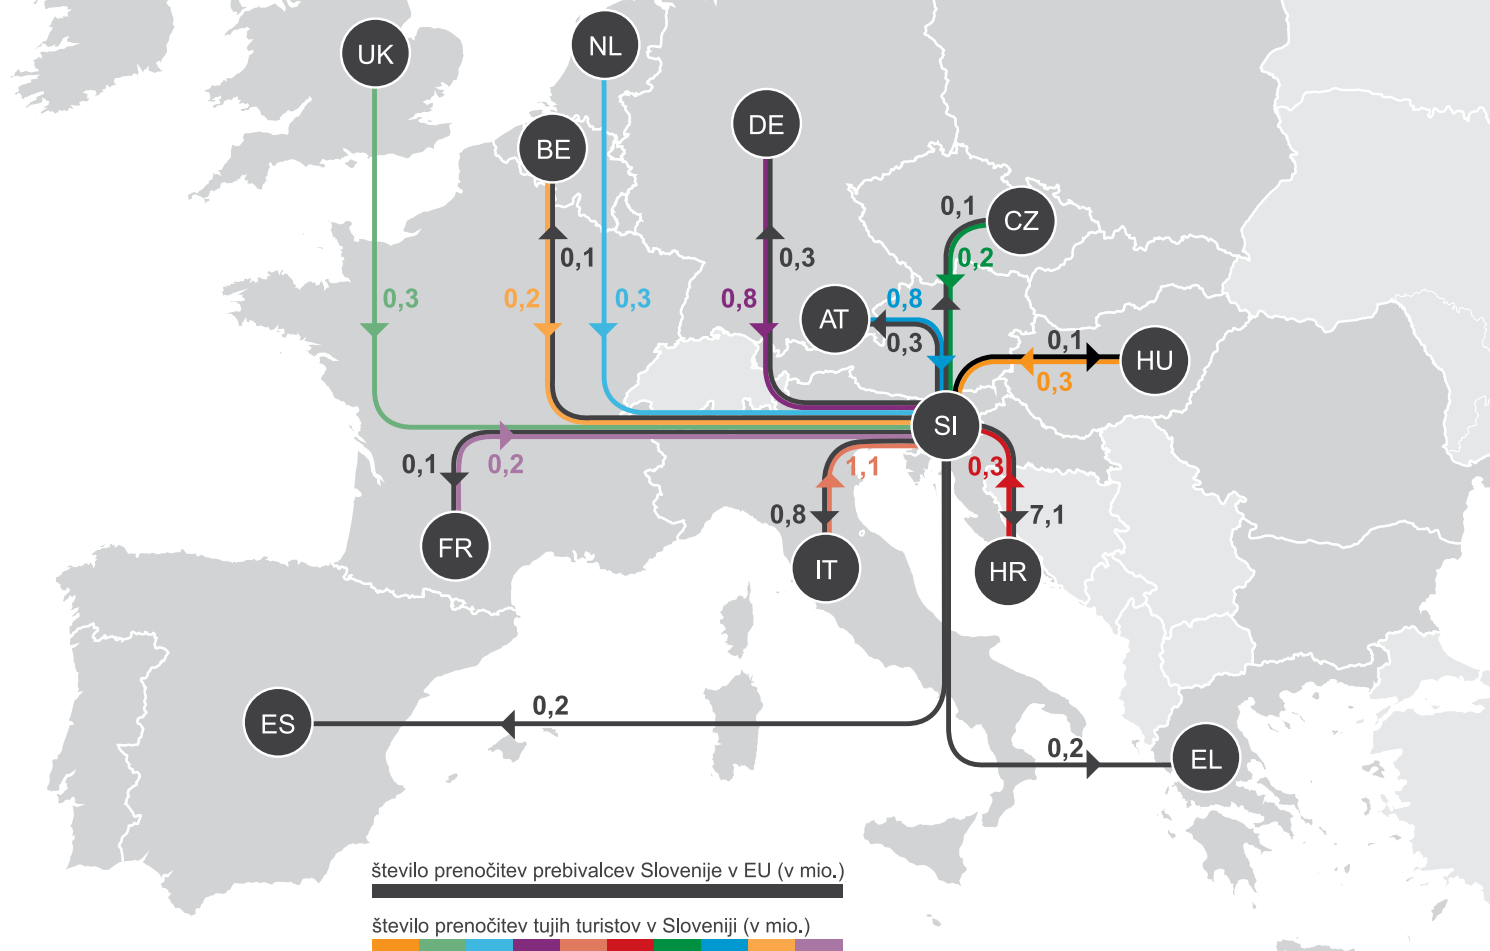 UK
NL
DE
BE
CZ
0,1
0,2
0,1
0,3
0,3
0,2
0,3
0,8
0,8
AT
0,3
0,1
HU
0,3
SI
0,1
0,2
1,1
0,3
0,8
7,1
FR
IT
HR
ES
0,2
0,2
EL
število prenočitev prebivalcev Slovenije v EU (v mio.)
število prenočitev tujih turistov v Sloveniji (v mio.)